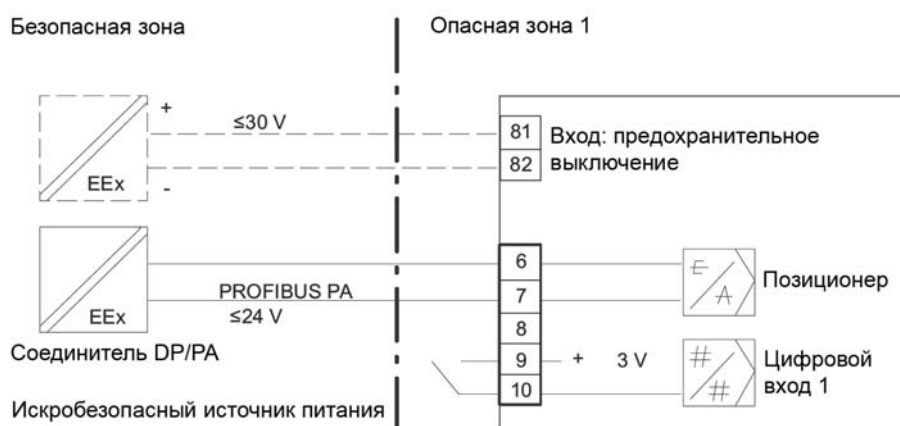 Безопасная зона
Опасная зона 1
+
≤30 V
EEx
-
81
82
Вход: предохранительное
выключение
PROFIBUS PA
≤24 V
EEx
Соединитель DP/PA
6
7
8
9
10
E
A
Позиционер
+ 3 V
#
#
Цифровой
вход 1
Искробезопасный источник питания